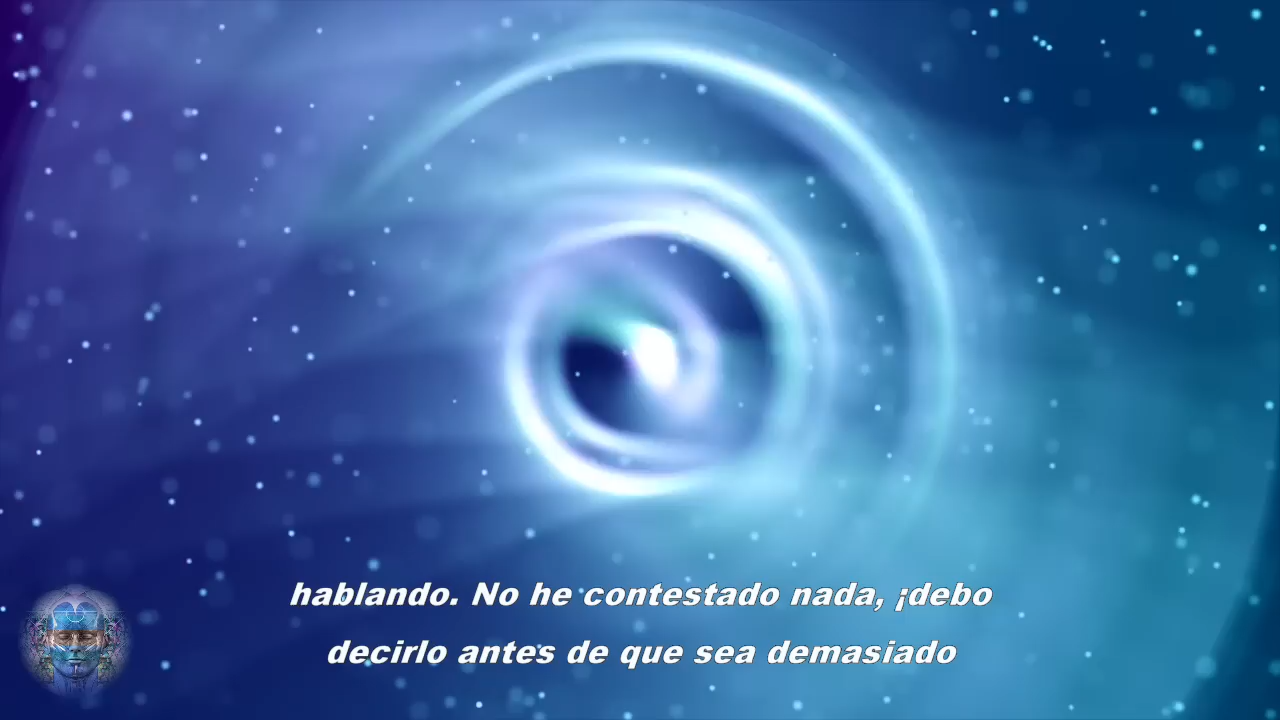 hablando. No he contestado nada, ¡debo
decirlo antes de que sea demasiado